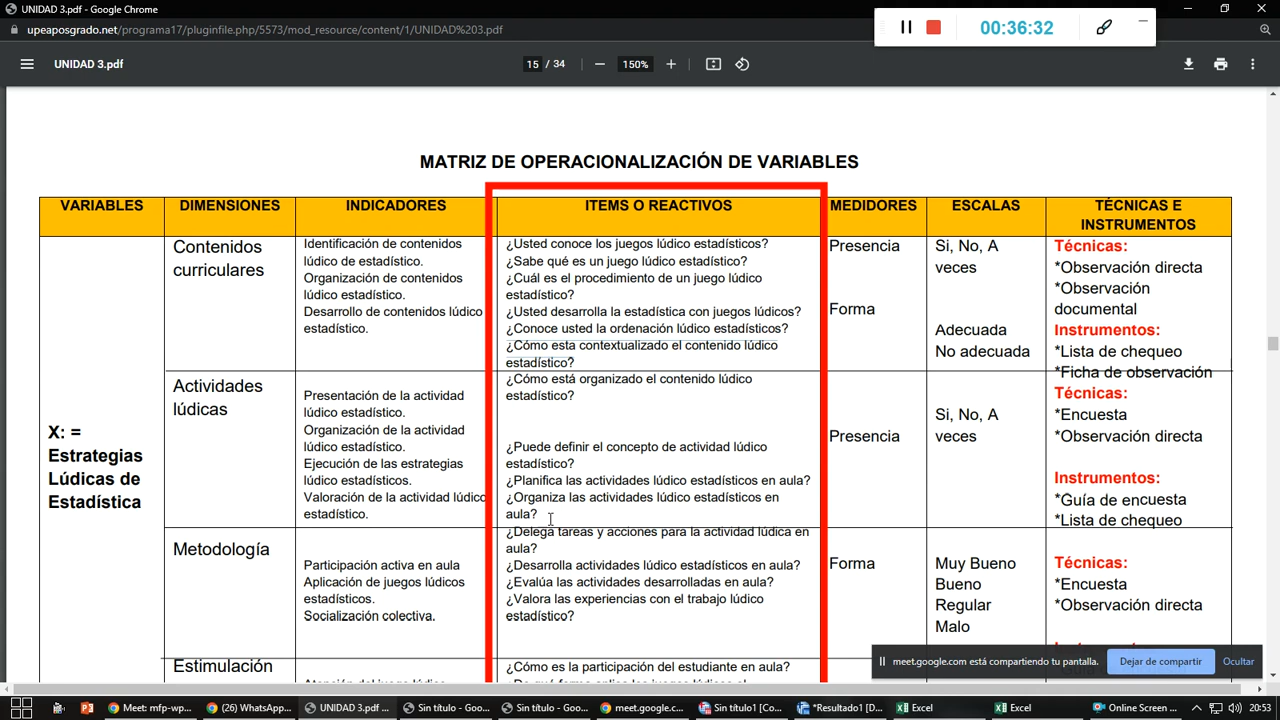 UNIDAD 3.pdf - Google Chrome
upeaposgrado.net/programa17/pluginfile.php/5573/mod_resource/content/1/UNIDAD%203.pdf
00:36:32
UNIDAD 3.pdf
15 / 34
150%
MATRIZ DE OPERACIONALIZACIÓN DE VARIABLES
VARIABLES
DIMENSIONES
INDICADORES
ITEMS O REACTIVOS
MEDIDORES
ESCALAS
TÉCNICAS E
INSTRUMENTOS
X: =
Estrategias
Lúdicas de
Estadística
Contenidos
curriculares
Identificación de contenidos
lúdico de estadístico.
Organización de contenidos
lúdico estadístico.
Desarrollo de contenidos lúdico
estadístico.
¿Usted conoce los juegos lúdico estadísticos?
¿Sabe qué es un juego lúdico estadístico?
¿Cuál es el procedimiento de un juego lúdico
estadístico?
¿Usted desarrolla la estadística con juegos lúdicos?
¿Conoce usted la ordenación lúdico estadísticos?
¿Cómo esta contextualizado el contenido lúdico
estadístico?
Presencia
Forma
Si, No, A
veces
Adecuada
No adecuada
Técnicas:
*Observación directa
*Observación
documental
Instrumentos:
*Lista de chequeo
*Ficha de observación
Actividades
lúdicas
Presentación de la actividad
lúdico estadístico.
Organización de la actividad
lúdico estadístico.
Ejecución de las estrategias
lúdico estadísticos.
Valoración de la actividad lúdico
estadístico.
¿Cómo está organizado el contenido lúdico
estadístico?
¿Puede definir el concepto de actividad lúdico
estadístico?
¿Planifica las actividades lúdico estadísticos en aula?
¿Organiza las actividades lúdico estadísticos en
aula?
Presencia
Si, No, A
veces
Técnicas:
*Encuesta
*Observación directa
Instrumentos:
*Guía de encuesta
*Lista de chequeo
Metodología
Participación activa en aula
Aplicación de juegos lúdicos
estadísticos.
Socialización colectiva.
¿Delega tareas y acciones para la actividad lúdica en
aula?
¿Desarrolla actividades lúdico estadísticos en aula?
¿Evalúa las actividades desarrolladas en aula?
¿Valora las experiencias con el trabajo lúdico
estadístico?
Forma
Muy Bueno
Bueno
Regular
Malo
Técnicas:
*Encuesta
*Observación directa
Estimulación
¿Cómo es la participación del estudiante en aula?
meet.google.com está compartiendo tu pantalla.
Dejar de compartir
Ocultar
Meet: mfp-wp...
(26) WhatsApp...
UNIDAD 3.pdf ...
Sin título - Goo...
Sin título - Goo...
meet.google.co...
Sin título1 [Co...
*Resultado1 [D...
Excel
Excel
Online Screen ...
20:53